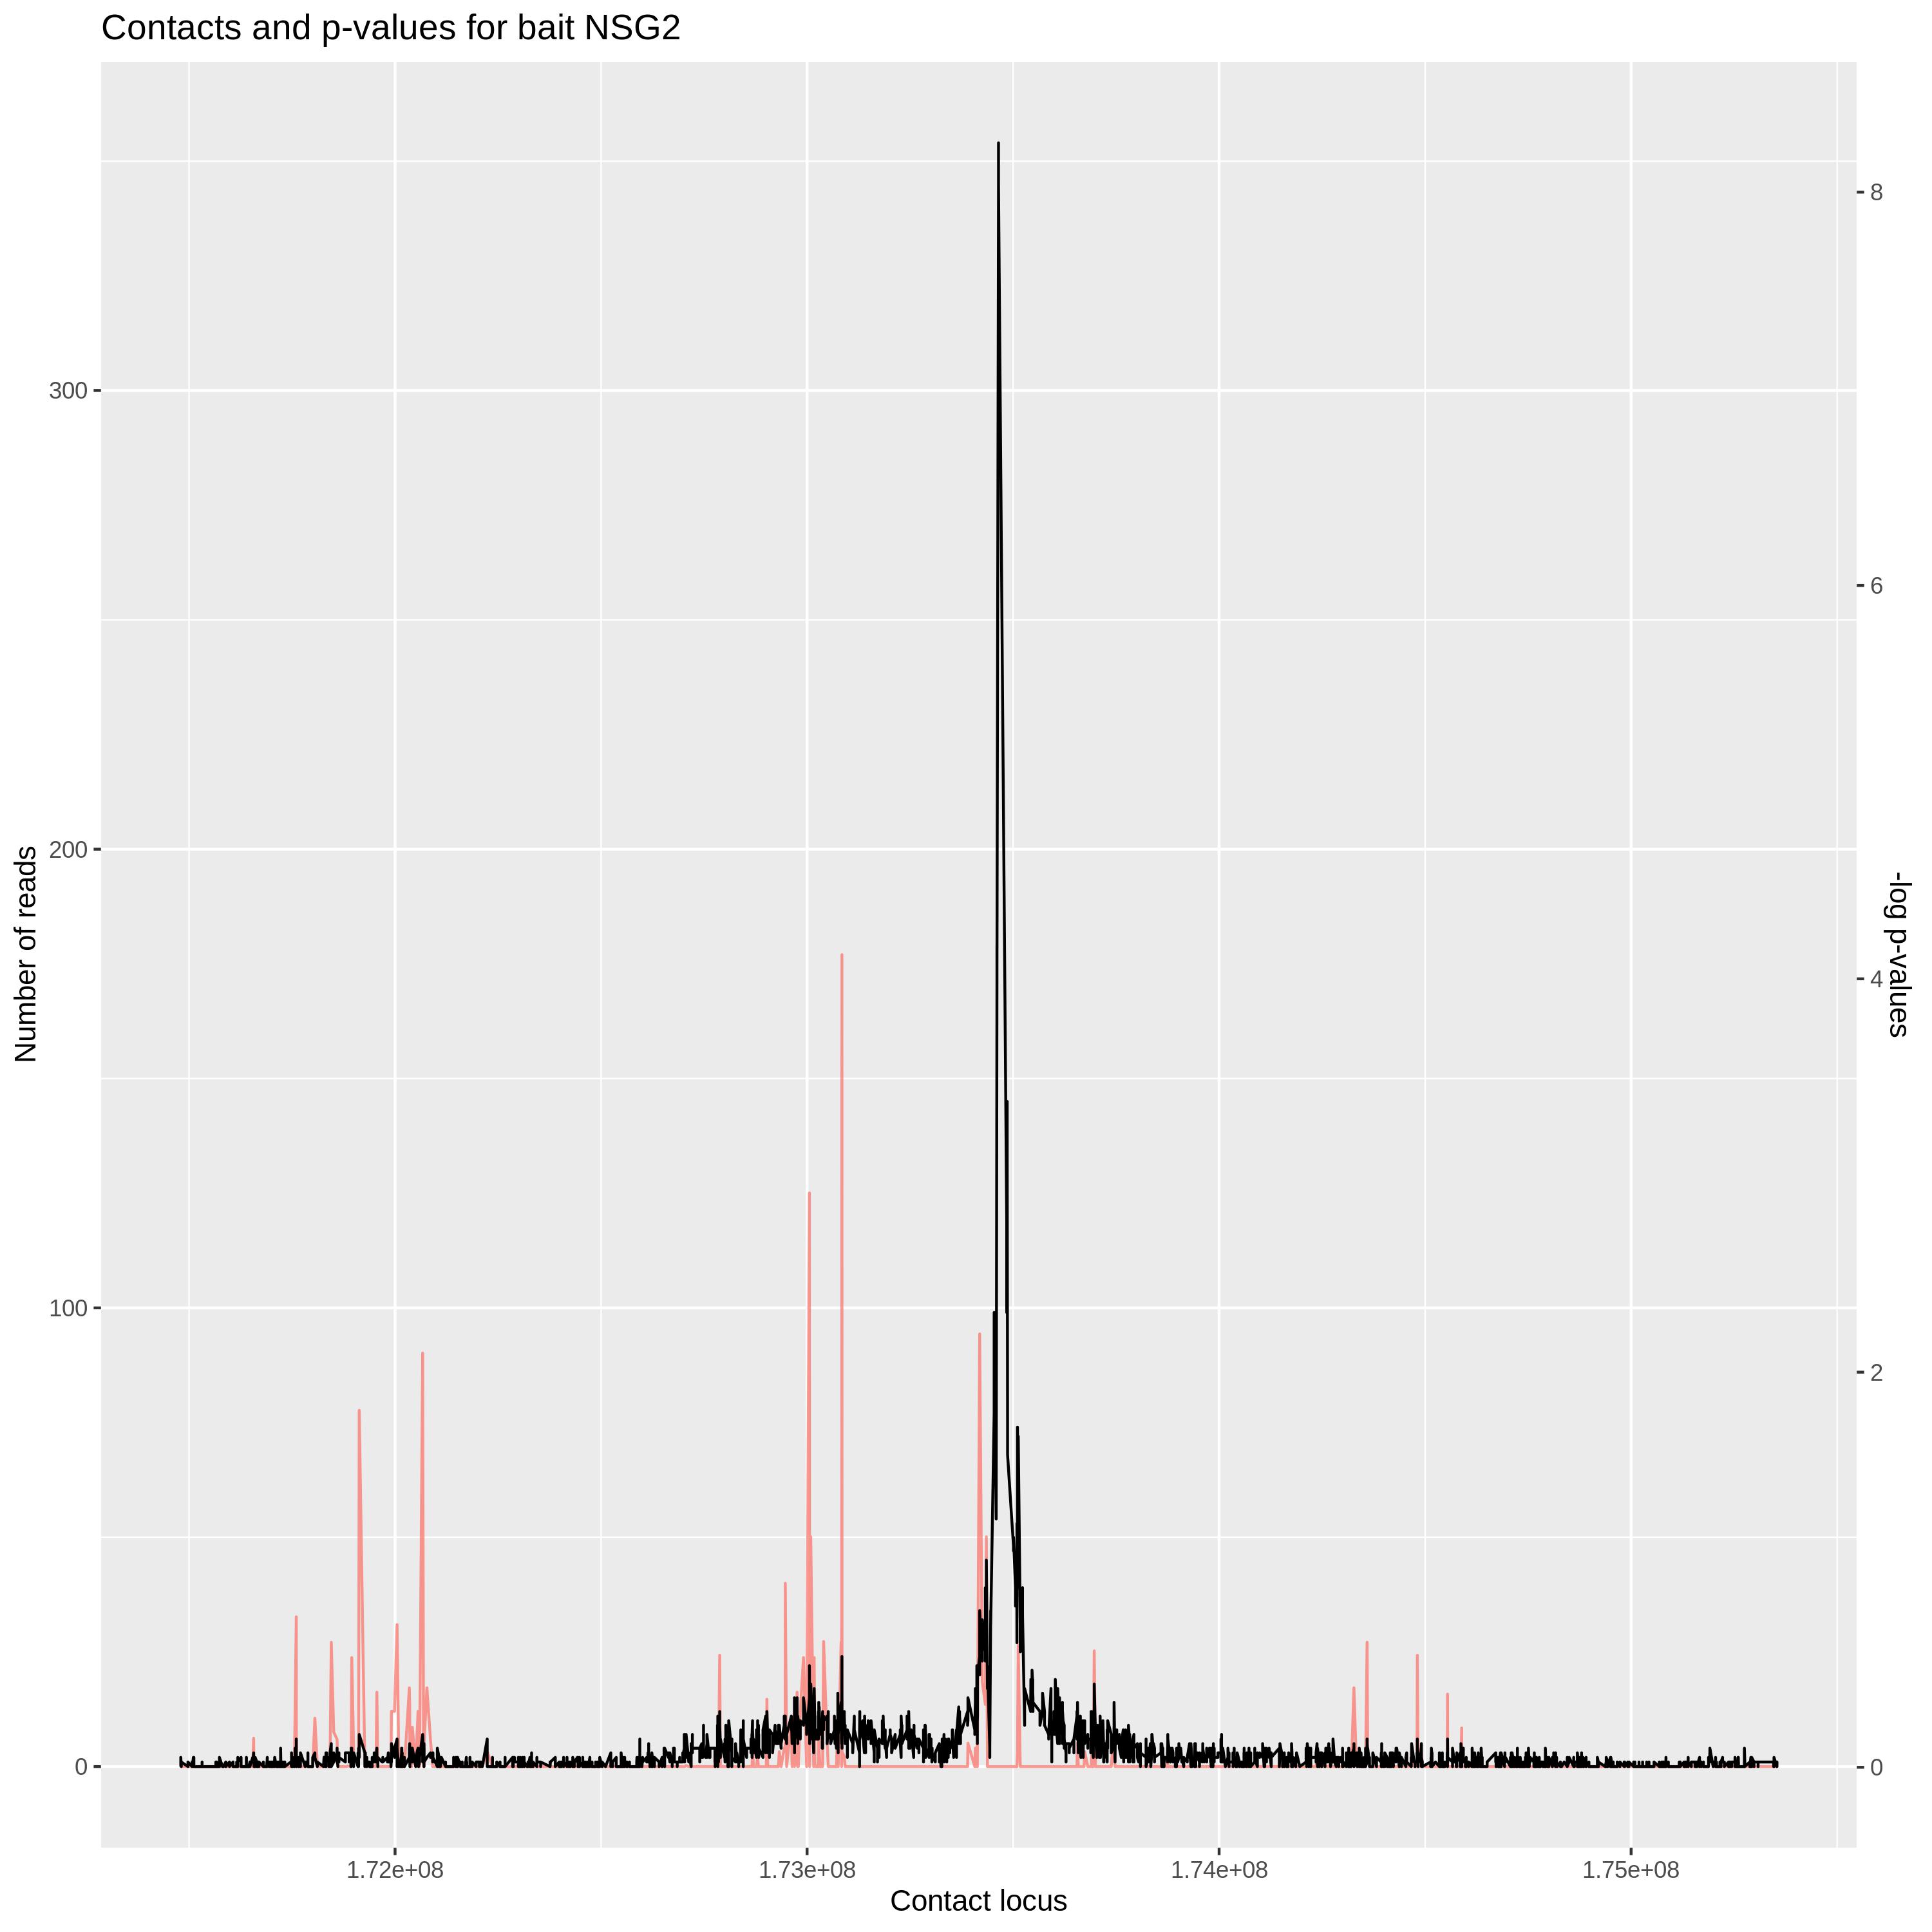 Contacts and p-values for bait NSG2
300
200
100
0
Number of reads
8
6
4
2
0
-log p-values
1.72e+08
1.73e+08
1.74e+08
1.75e+08
Contact locus